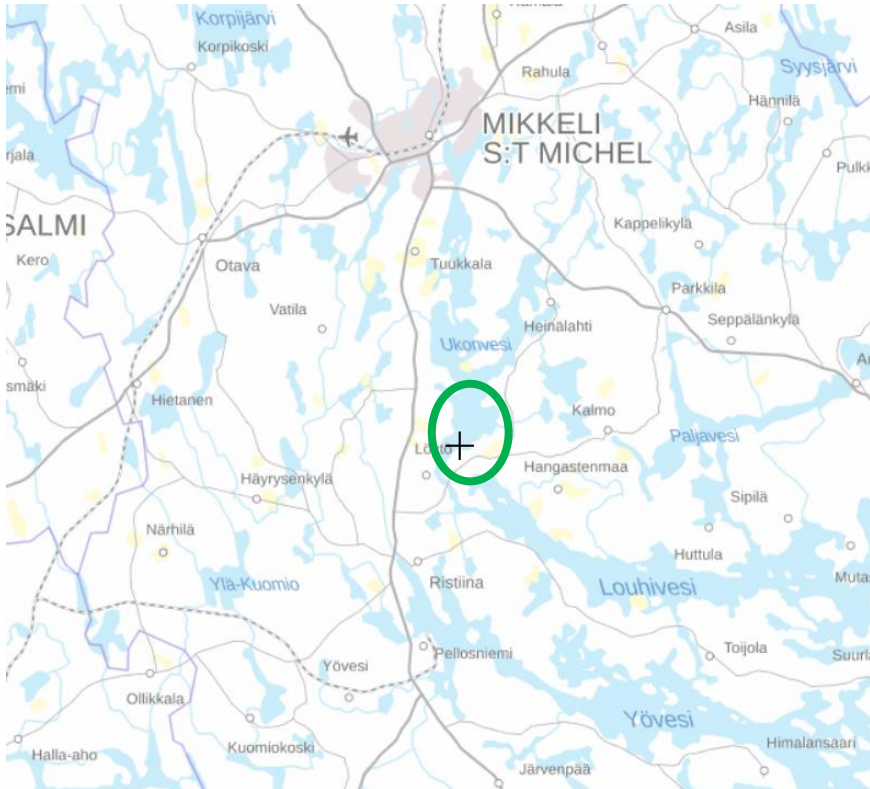 Korpijärvi
Asila
Korpikoski
Rahula
Syysjärvi
Hännilä
MIKKELI
S:T MICHEL
SALMI
Kappelikylä
Kero
Otava
Tuukkala
Parkkila
Vatila
Heinälahti
Seppälänkylä
Ukonvesi
Hietanen
Kalmo
Paljavesi
Hangastenmaa
Häyrysenkylä
Sipilä
Närhilä
Huttula
Ylä-Kuomio
Ristiina
Louhivesi
Toijola
Pellosniemi
Yövesi
Ollikkala
Yövesi
Kuomiokoski
Himalansaari
Halla-aho
Järvenpää